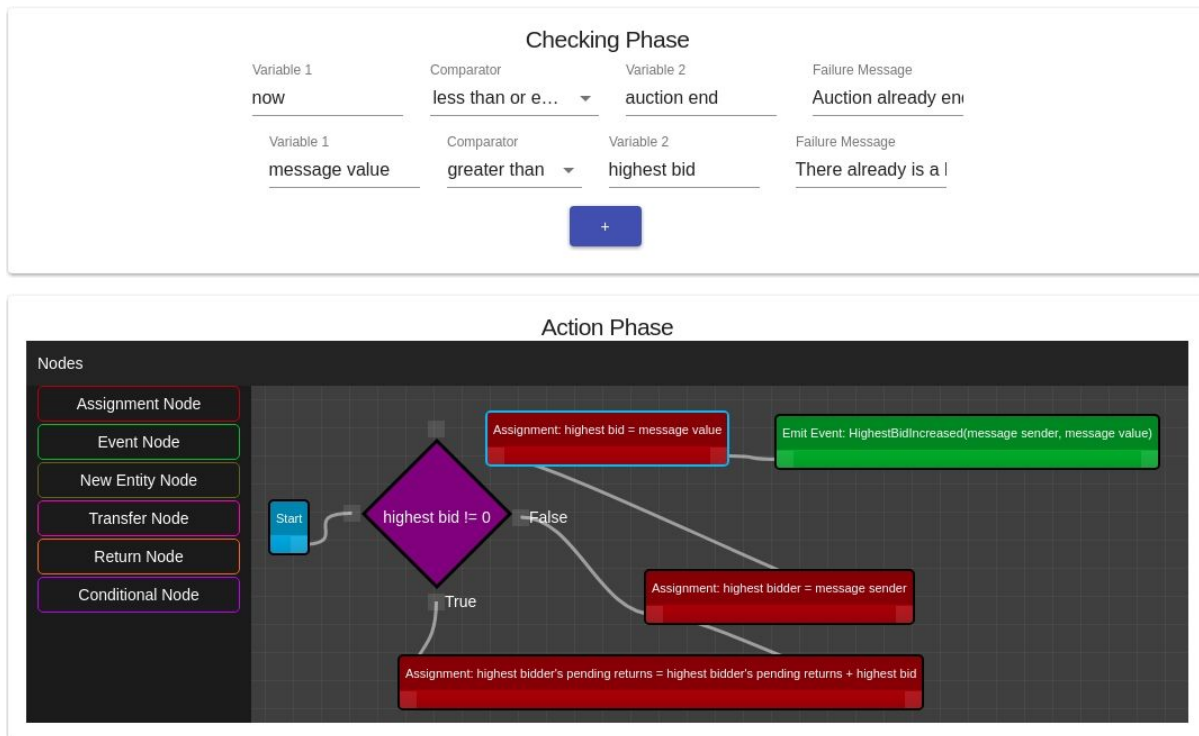 Checking Phase
Variable 1 Comparator Variable 2 Failure Message
now less than or e... auction end Auction already
Variable 1 Comparator Variable 2 Failure Message
message value greater than highest bid There already is a
+
Action Phase
Nodes
Assignment Node
Event Node
New Entity Node
Transfer Node
Return Node
Conditional Node
Assignment: highest bid = message value
Emit Event: HighestBidIncreased(message sender, message value)
Start
highest bid != 0
False
Assignment: highest bidder = message sender
True
Assignment: highest bidder's pending returns = highest bidder's pending returns + highest bid